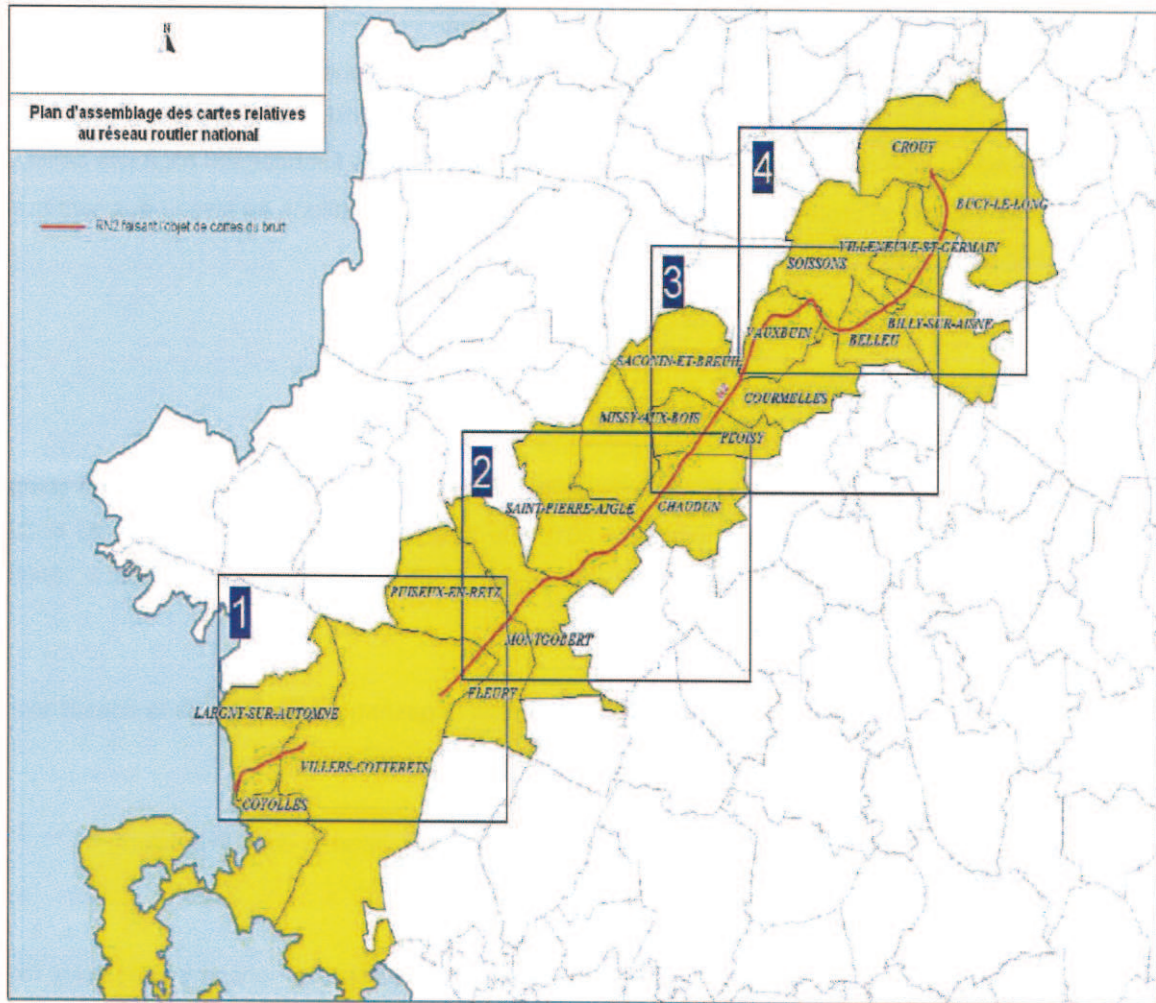 N
Plan d'assemblage des cartes relatives
au réseau routier national
RN2 faisant l'objet de cartes du bruit
4
CROUY
BUCY-LE-LONG
VILLENEUVE-ST-GERMAIN
SOISSONS
3
BILLY-SUR-AISNE
VAUXBUIN
BELLEU
SACONIN-ET-BREUIL
N2
COURMELLES
MISSY-AUX-BOIS
PLOISY
2
SAINT-PIERRE-AIGLE
CHAUDUN
1
PUISEUX-EN-RETZ
MONTGOBERT
FLEURY
LARGNY-SUR-AUTOMNE
VILLERS-COTTERETS
COYOLLES